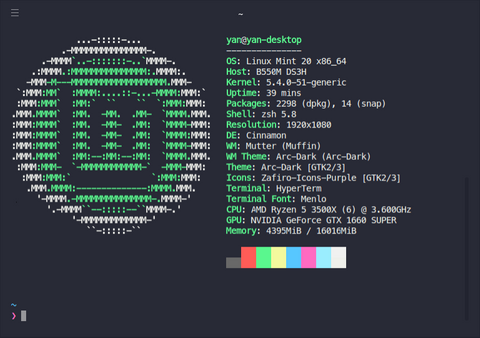 ~
yan@yan-desktop
---------------
OS: Linux Mint 20 x86_64
Host: B550M DS3H
Kernel: 5.4.0-51-generic
Uptime: 39 mins
Packages: 2298 (dpkg), 14 (snap)
Shell: zsh 5.8
Resolution: 1920x1080
DE: Cinnamon
WM: Mutter (Muffin)
WM Theme: Arc-Dark (Arc-Dark)
Theme: Arc-Dark [GTK2/3]
Icons: Zafiro-Icons-Purple [GTK2/3]
Terminal: HyperTerm
Terminal Font: Menlo
CPU: AMD Ryzen 5 3500X (6) @ 3.600GHz
GPU: NVIDIA GeForce GTX 1660 SUPER
Memory: 4395MiB / 16016MiB
~
❯